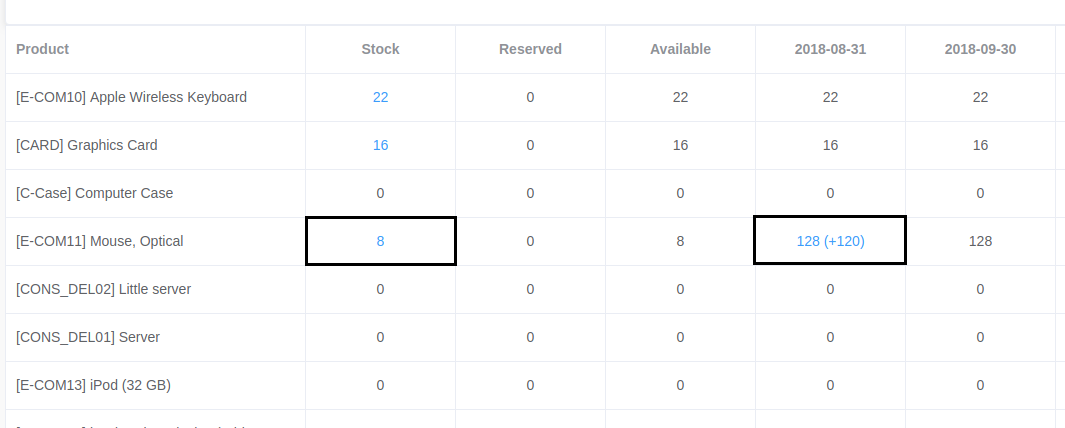 Product Stock Reserved Available 2018-08-31 2018-09-30
[E-COM10] Apple Wireless Keyboard 22 0 22 22 22
[CARD] Graphics Card 16 0 16 16 16
[C-Case] Computer Case 0 0 0 0 0
[E-COM11] Mouse, Optical 8 0 8 128 (+120) 128
[CONS_DEL02] Little server 0 0 0 0 0
[CONS_DEL01] Server 0 0 0 0 0
[E-COM13] iPod (32 GB) 0 0 0 0 0